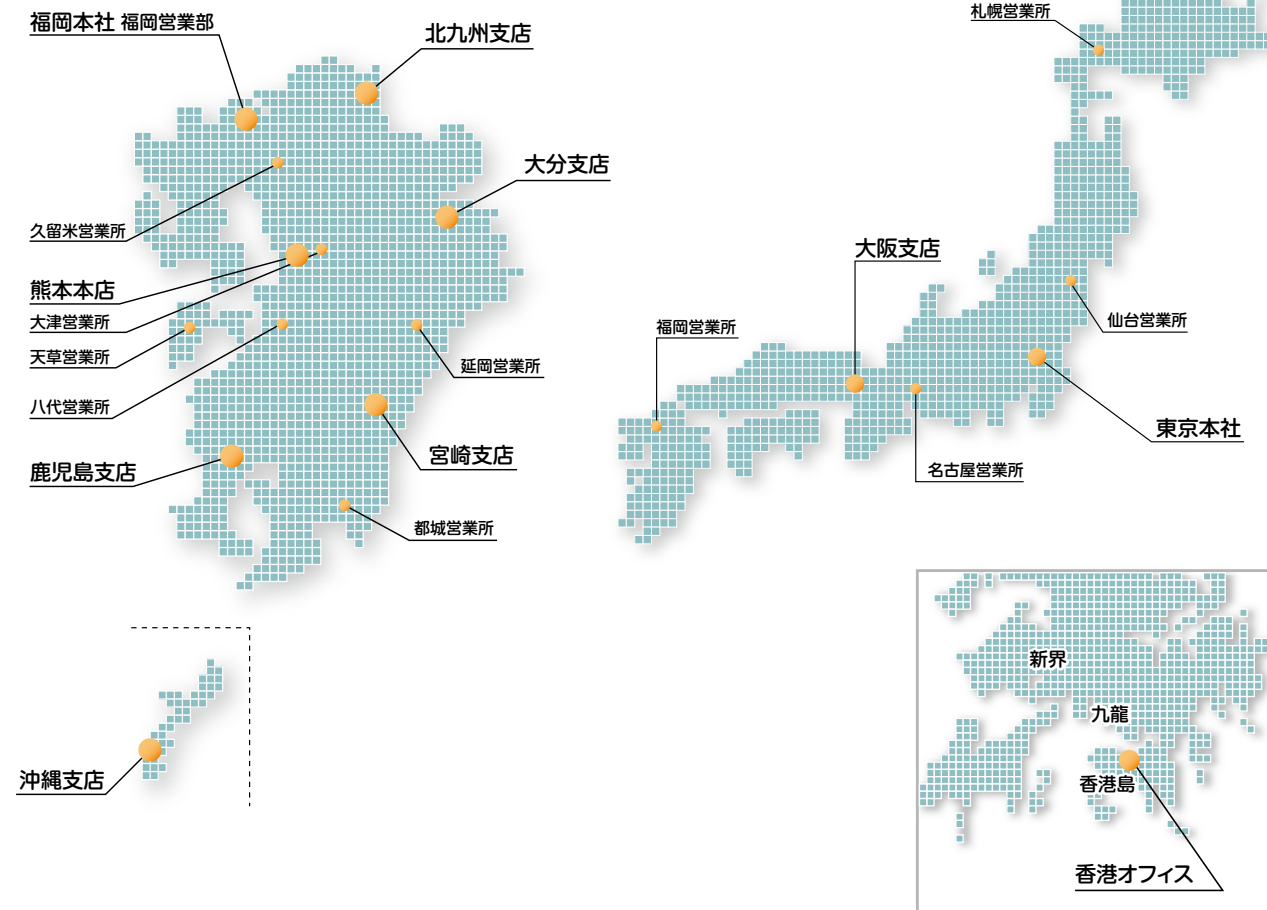 福岡本社 福岡営業部
北九州支店
大分支店
久留米営業所
熊本本店
大津営業所
天草営業所
八代営業所
延岡営業所
宮崎支店
鹿児島支店
都城営業所
沖縄支店
札幌営業所
大阪支店
福岡営業所
仙台営業所
東京本社
名古屋営業所
新界
九龍
香港島
香港オフィス